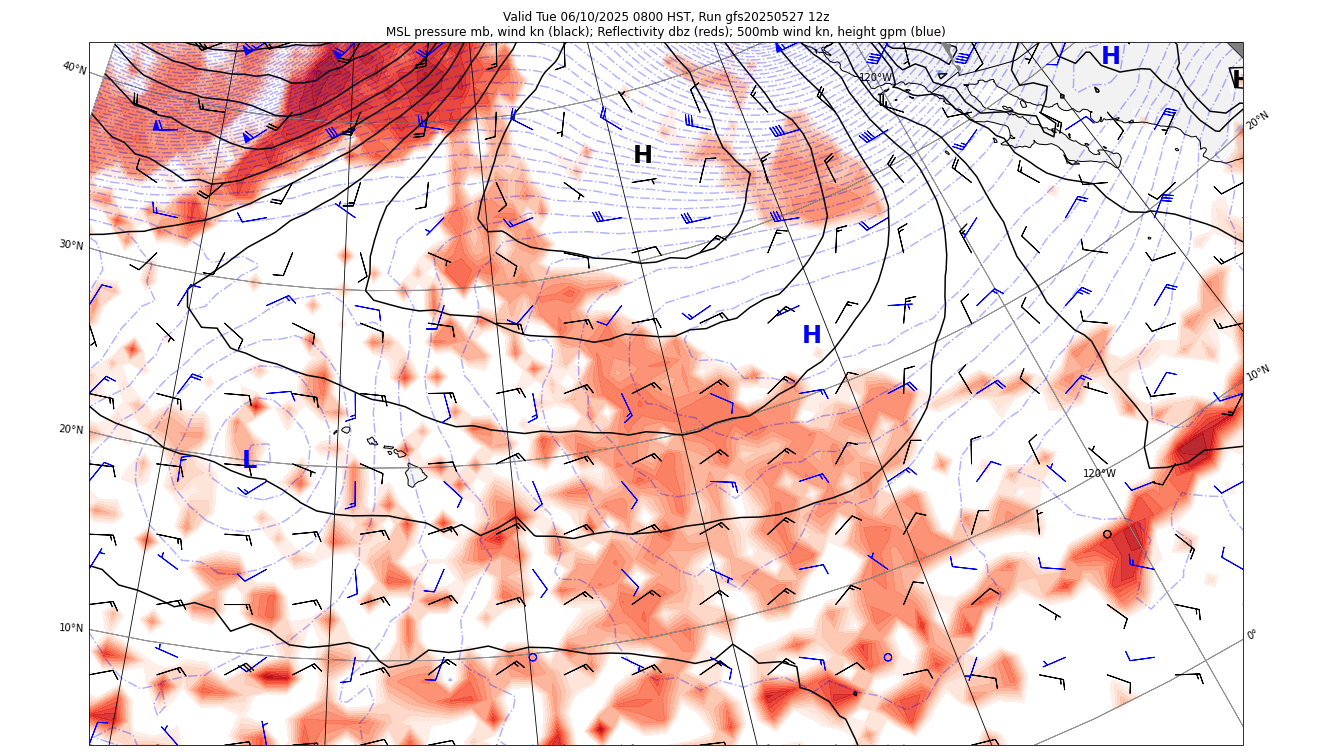 Valid Tue 06/10/2025 0800 HST, Run gfs20250527 12z
MSL pressure mb, wind kn (black); Reflectivity dbz (reds); 500mb wind kn, height gpm (blue)
H
40°N
120°W
H
20°N
H
30°N
H
10°N
20°N
L
120°W
10°N
0°